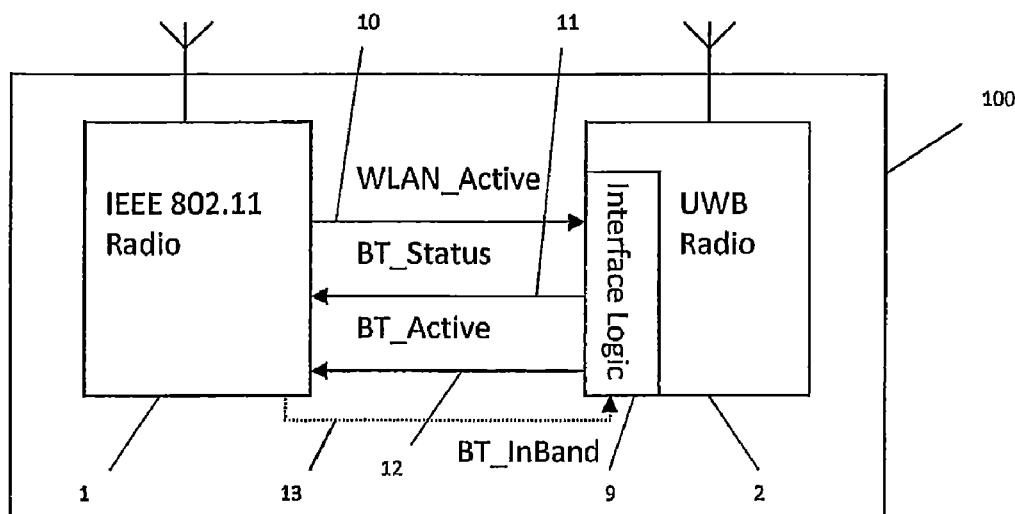 10
11
100
WLAN_Active
IEEE 802.11
Radio
UWB
Radio
Interface Logic
BT_Status
BT_Active
BT_InBand
1
13
12
9
2